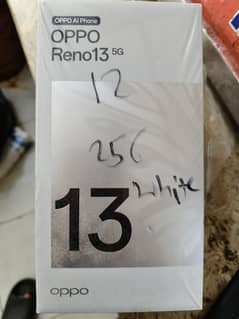 OPPO AI Phone
OPPO
Reno13 5G
12
256
White
13
oppo